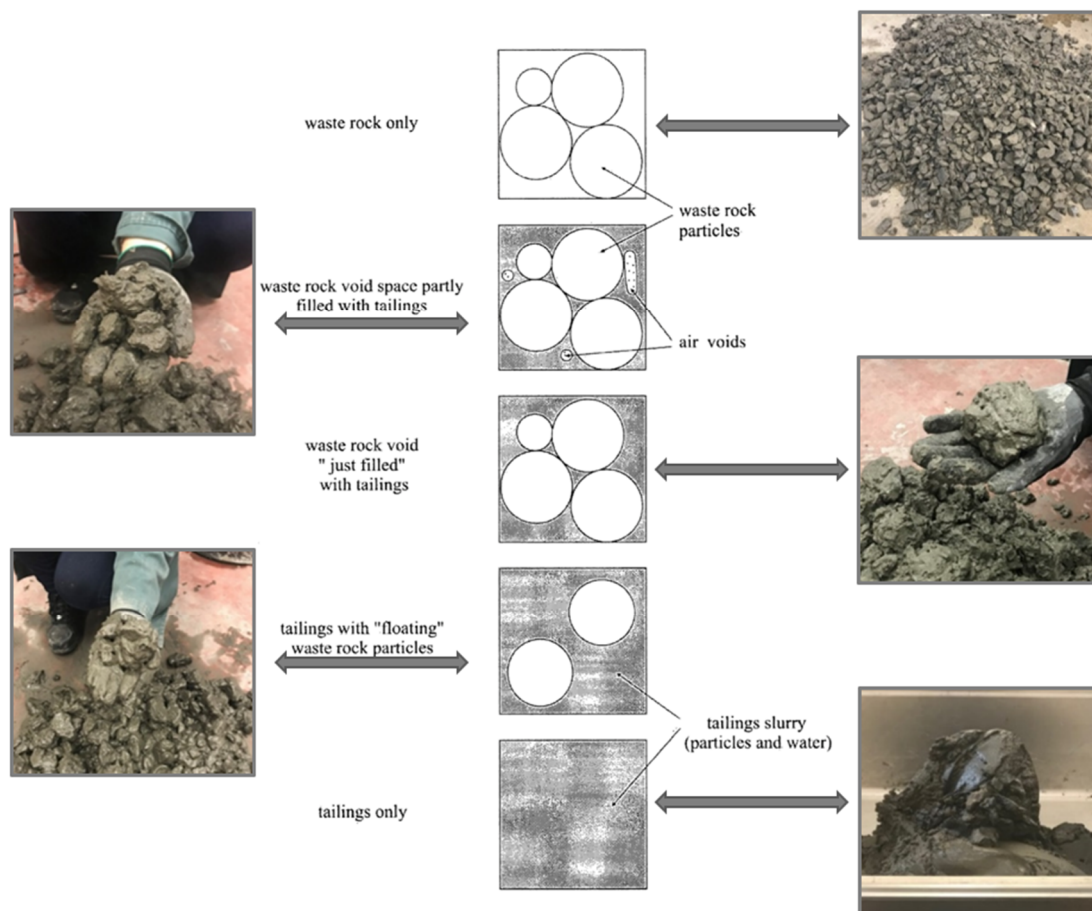 waste rock only
waste rock
particles
waste rock void space partly
filled with tailings
air voids
waste rock void
" just filled"
with tailings
tailings with "floating"
waste rock particles
tailings slurry
(particles and water)
tailings only